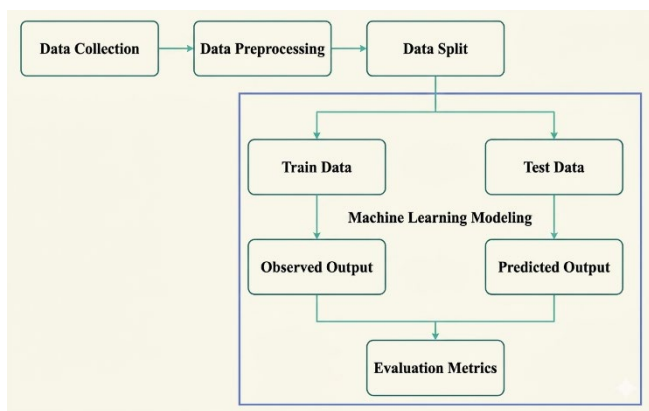 Data Collection
Data Preprocessing
Data Split
Train Data
Test Data
Machine Learning Modeling
Observed Output
Predicted Output
Evaluation Metrics